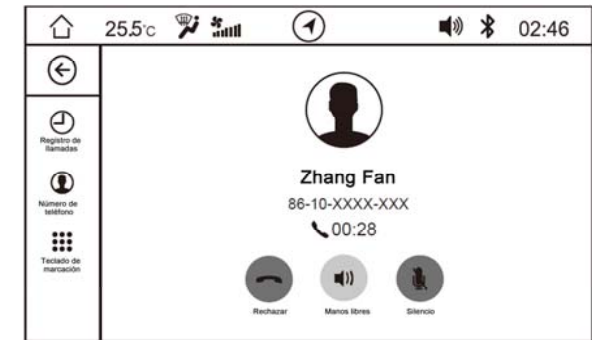 25.5°C
02:46
Registro de
llamadas
Número de
teléfono
Teclado de
marcación
Zhang Fan
86-10-XXXX-XXX
00:28
Rechazar
Manos libres
Silencio